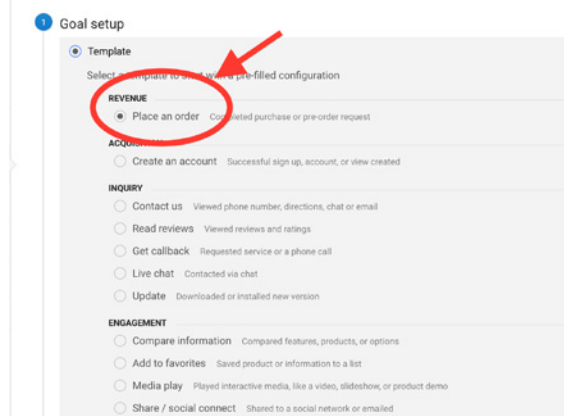 1 Goal setup
Template
Select a template to start with a pre-filled configuration
REVENUE
Place an order Completed purchase or pre-order request
Create an account Successful sign up, account, or view created
INQUIRY
Contact us Viewed phone number, directions, chat or email
Read reviews Viewed reviews and ratings
Get callback Requested service or a phone call
Live chat Contacted via chat
Update Downloaded or installed new version
ENGAGEMENT
Compare information Compared features, products, or options
Add to favorites Saved product or information to a list
Media play Played interactive media, like a video, slideshow, or product demo
Share / social connect Shared to a social network or emailed